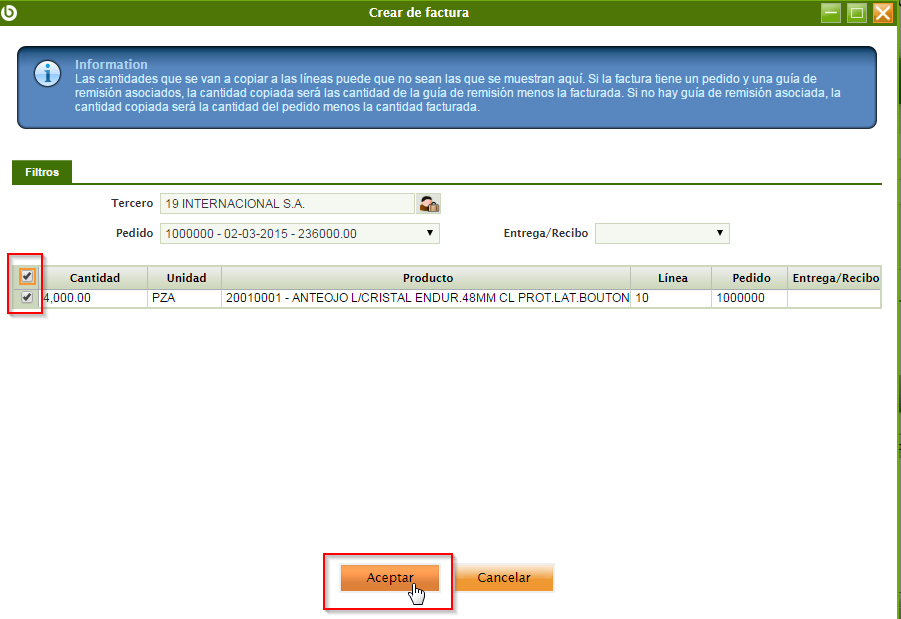 Crear de factura
Information
Las cantidades que se van a copiar a las líneas puede que no sean las que se muestran aquí. Si la factura tiene un pedido y una guía de
remisión asociados, la cantidad copiada será las cantidad de la guía de remisión menos la facturada. Si no hay guía de remisión asociada, la
cantidad copiada será la cantidad del pedido menos la cantidad facturada.
Filtros
Tercero 19 INTERNACIONAL S.A.
Pedido 1000000 - 02-03-2015 - 236000.00 Entrega/Recibo
Cantidad Unidad Producto Línea Pedido Entrega/Recibo
4,000.00 PZA 20010001 - ANTEOJO L/CRISTAL ENDUR.48MM CL PROT.LAT.BOUTON 10 1000000
Aceptar Cancelar